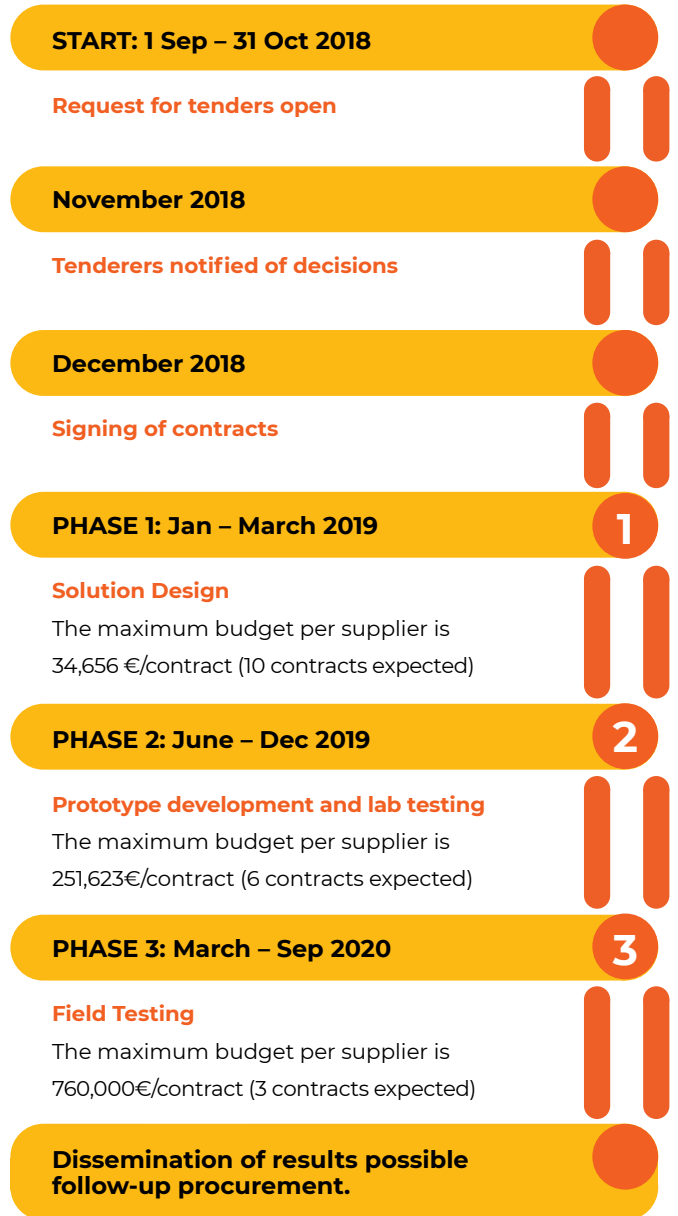 START: 1 Sep – 31 Oct 2018
Request for tenders open
November 2018
Tenderers notified of decisions
December 2018
Signing of contracts
PHASE 1: Jan – March 2019
1
Solution Design
The maximum budget per supplier is
34,656 €/contract (10 contracts expected)
PHASE 2: June – Dec 2019
2
Prototype development and lab testing
The maximum budget per supplier is
251,623€/contract (6 contracts expected)
PHASE 3: March – Sep 2020
3
Field Testing
The maximum budget per supplier is
760,000€/contract (3 contracts expected)
Dissemination of results possible
follow-up procurement.